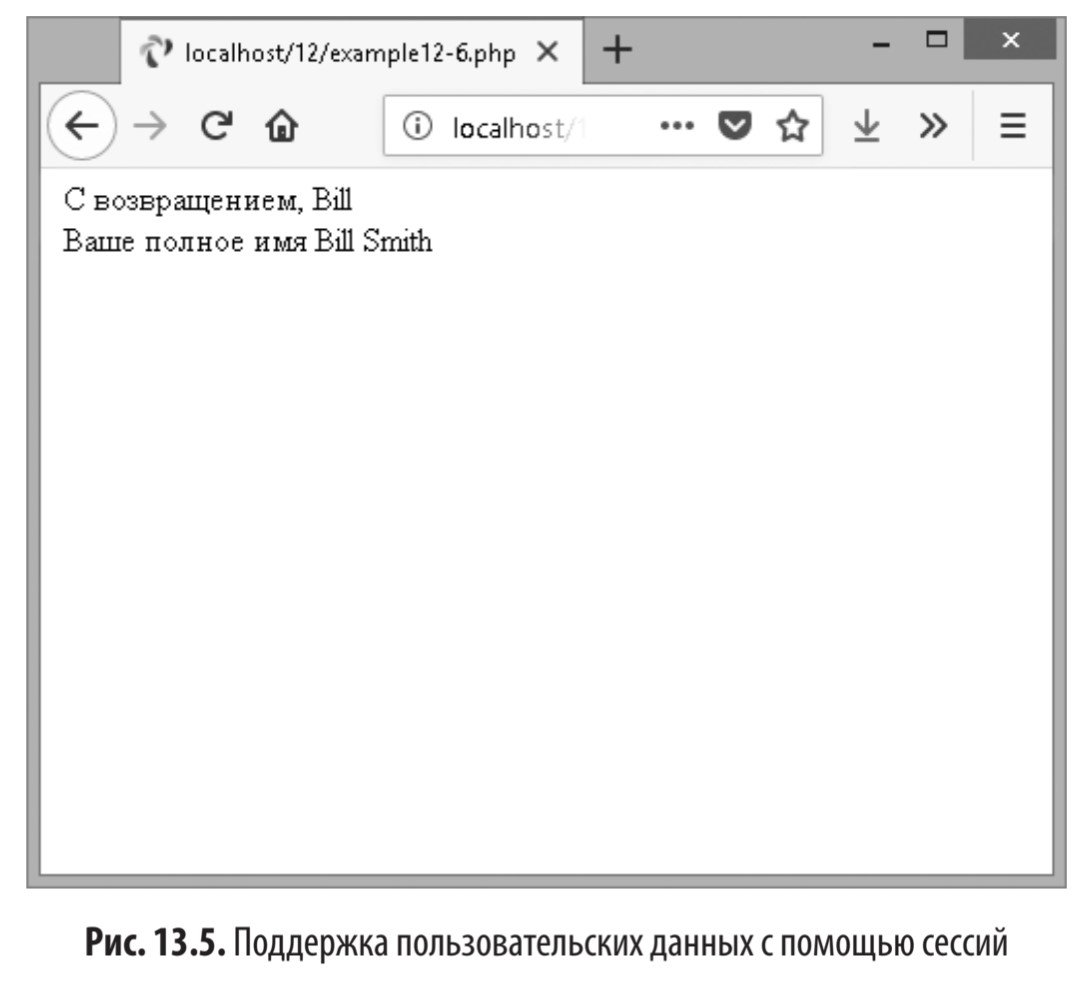 localhost/12/example12-6.php
localhost/1
С возвращением, Bill
Ваше полное имя Bill Smith
Рис. 13.5. Поддержка пользовательских данных с помощью сессий